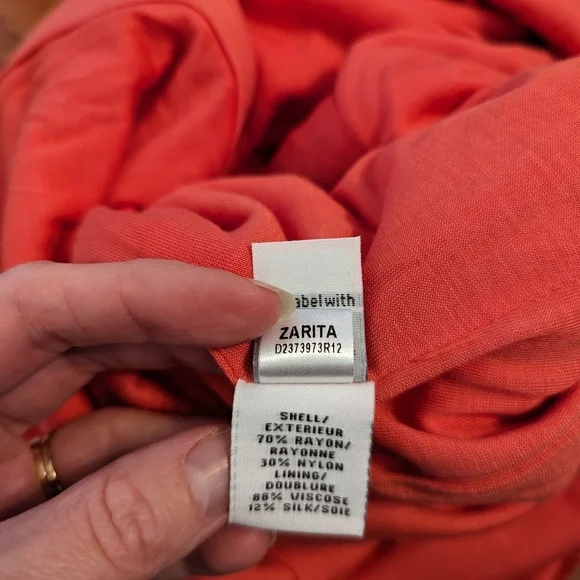 abel with
ZARITA
D2373973R12
SHELL/
EXTERIEUR
70% RAYON/
RAYONNE
30% NYLON
LINING/
DOUBLURE
88% VISCOSE
12% SILK/SOIE